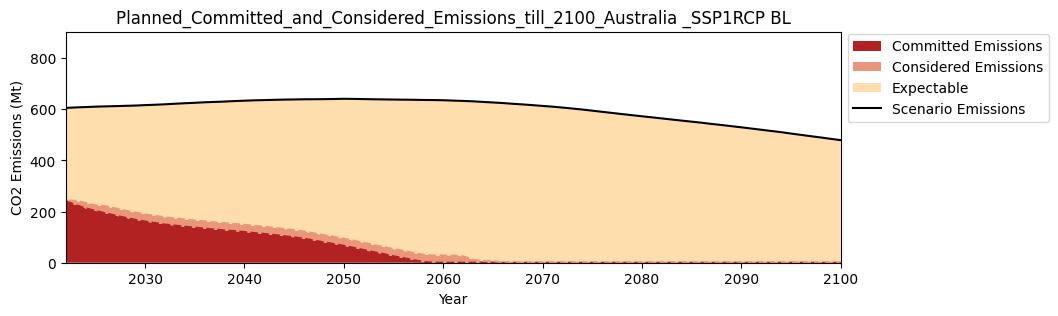 Planned_Committed_and_Considered_Emissions_till_2100_Australia _SSP1RCP BL
CO2 Emissions (Mt)
800
600
400
200
0
2030 2040 2050 2060 2070 2080 2090 2100
Year
Committed Emissions
Considered Emissions
Expectable
Scenario Emissions